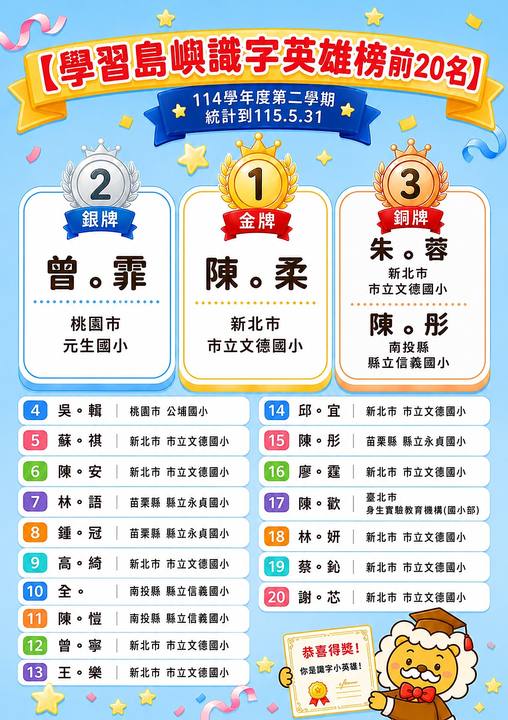 【學習島嶼識字英雄榜前20名】
114學年度第二學期
統計到115.5.31
2
銀牌
曾。霏
桃園市
元生國小
1
金牌
陳。柔
新北市
市立文德國小
3
銅牌
朱。蓉
新北市
市立文德國小
陳。彤
南投縣
縣立信義國小
4 吳。輯 桃園市 公埔國小
5 蘇。祺 新北市 市立文德國小
6 陳。安 新北市 市立文德國小
7 林。語 苗栗縣 縣立永貞國小
8 鍾。冠 苗栗縣 縣立永貞國小
9 高。綺 新北市 市立文德國小
10 全。 南投縣 縣立信義國小
11 陳。愷 南投縣 縣立信義國小
12 曾。寧 新北市 市立文德國小
13 王。樂 新北市 市立文德國小
14 邱。宜 新北市 市立文德國小
15 陳。彤 苗栗縣 縣立永貞國小
16 廖。霆 新北市 市立文德國小
17 陳。歡 臺北市
身生實驗教育機構(國小部)
18 林。妍 新北市 市立文德國小
19 蔡。鈊 新北市 市立文德國小
20 謝。芯 新北市 市立文德國小
恭喜得獎!
你是識字小英雄!